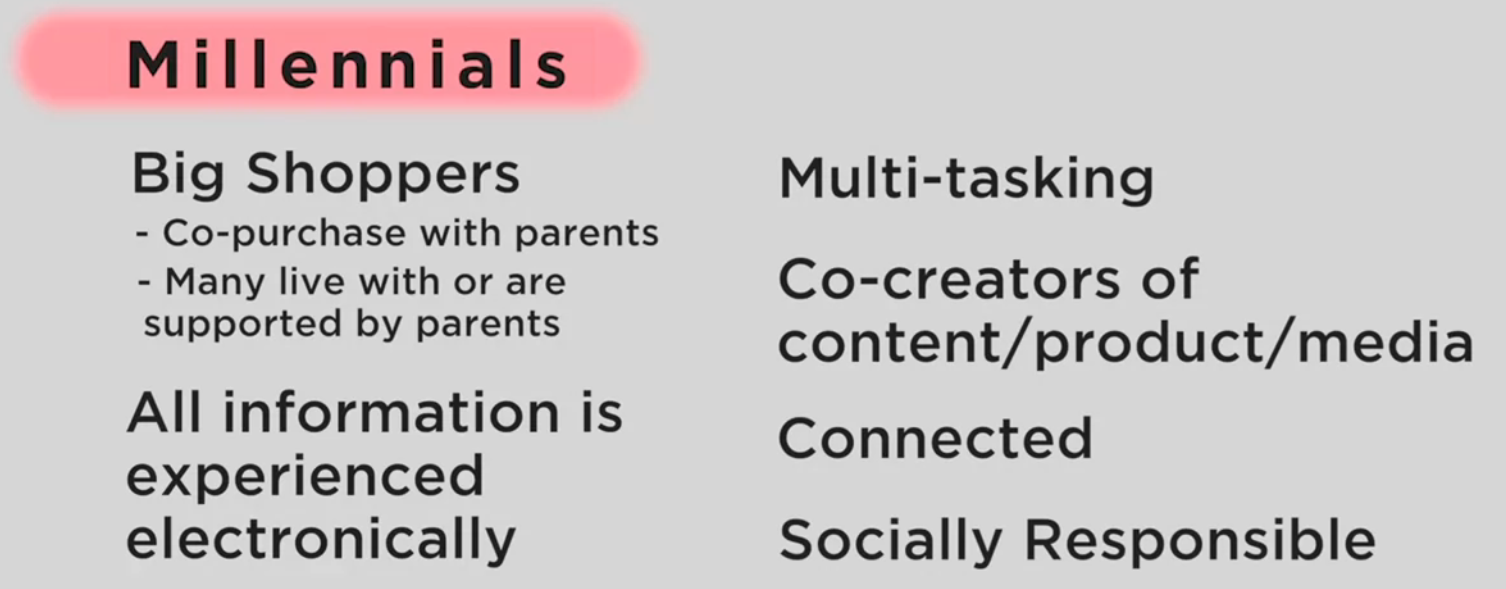 Millennials
Big Shoppers
- Co-purchase with parents
- Many live with or are
supported by parents
All information is
experienced
electronically
Multi-tasking
Co-creators of
content/product/media
Connected
Socially Responsible